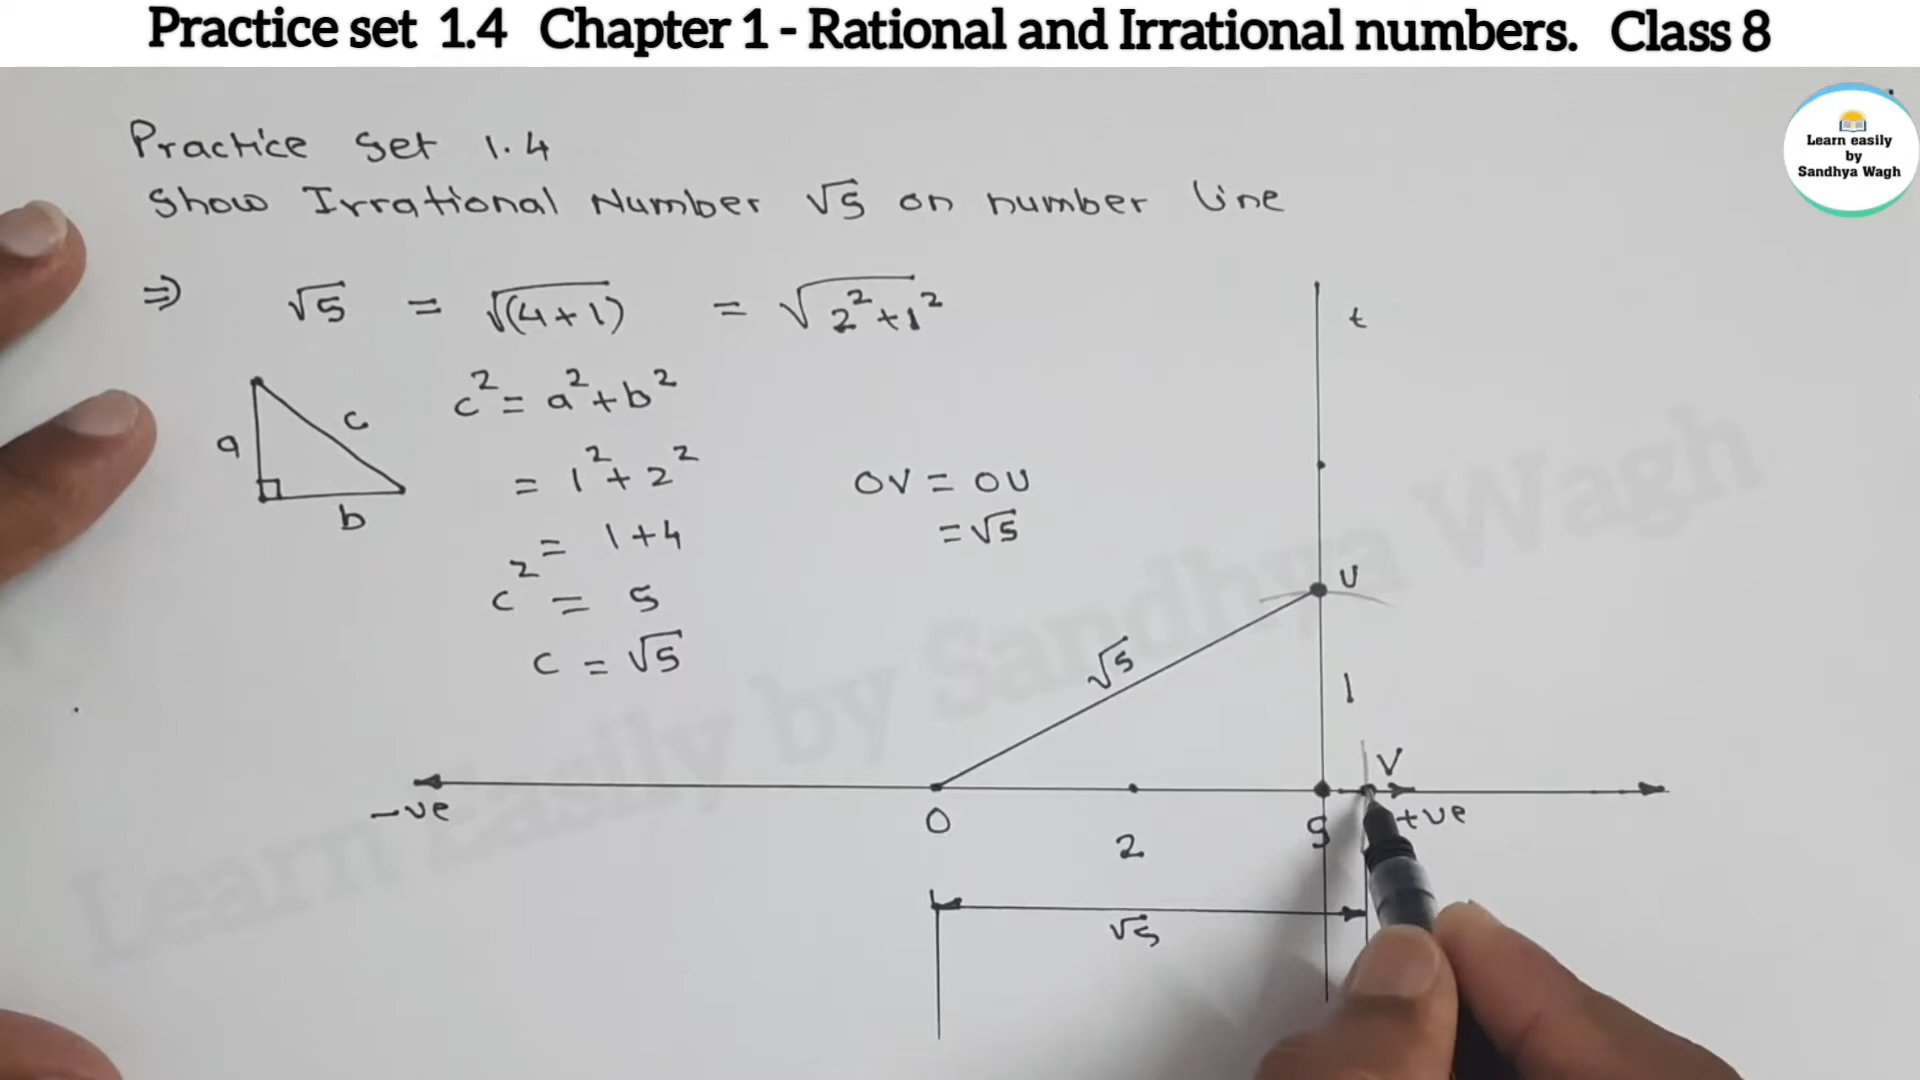 Practice set 1.4 Chapter 1 - Rational and Irrational numbers. Class 8
Learn easily
by
Sandhya Wagh
Practice set 1.4
Show Irrational Number √5 on number line
⇒ √5 = √(4+1) = √2²+1²
t
a
c
b
c² = a²+b²
= 1²+2²
= 1+4
c² = 5
c = √5
OV = OU
= √5
U
√5
1
V
-ve
O
2
S
+ve
√5
Learn Easily by Sandhya Wagh